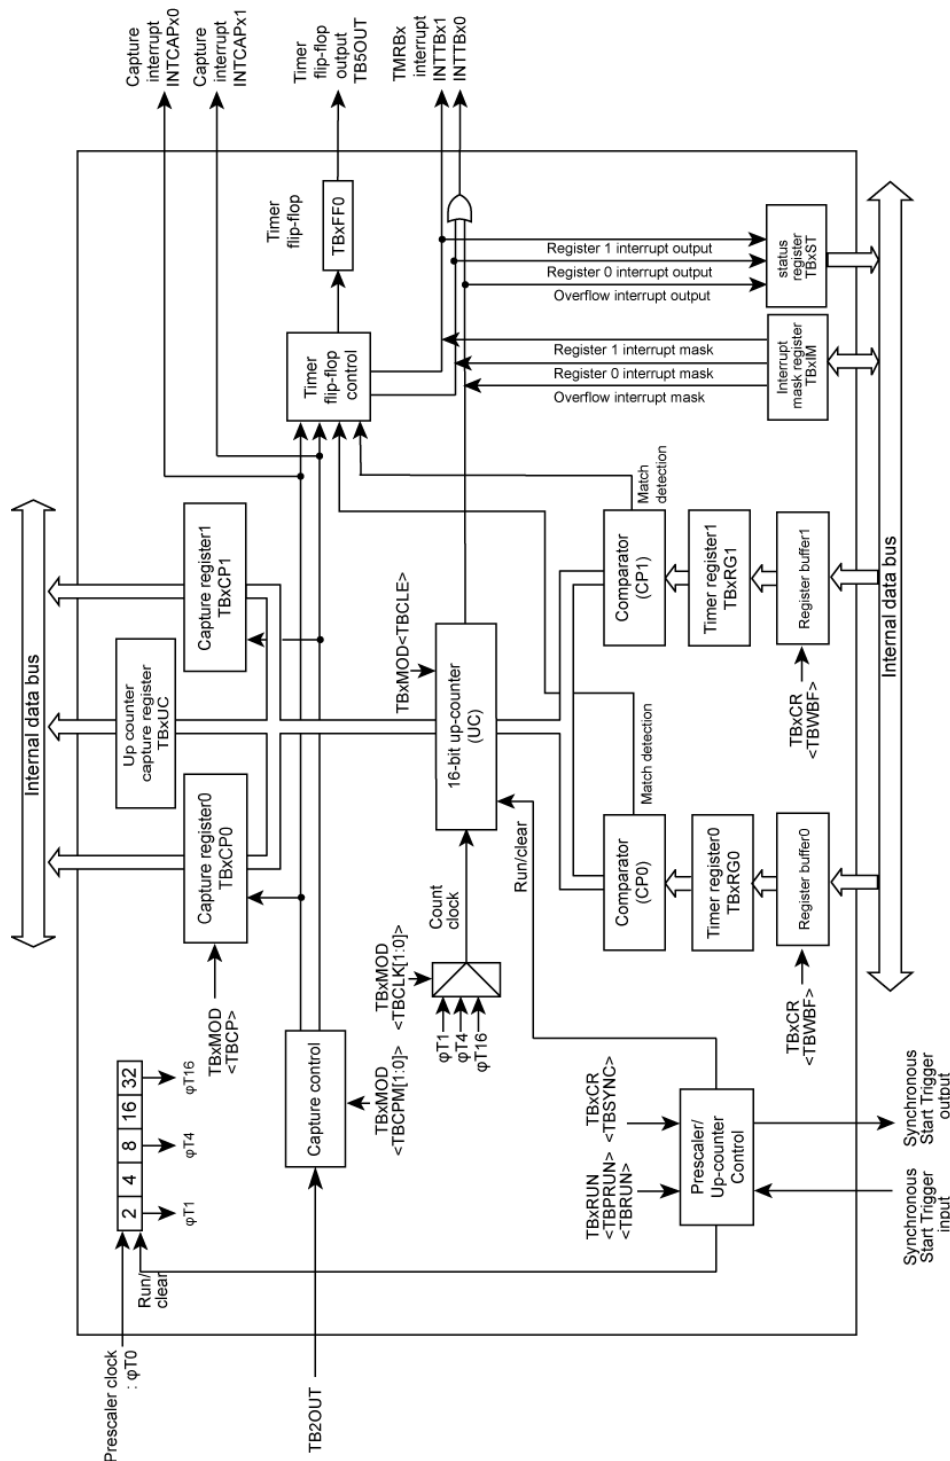 Capture
interrupt
INTCAPx0
Capture
interrupt
INTCAPx1
Timer
flip-flop
output
TB5OUT
TMRBx
interrupt
INTTBx1
INTTBx0
Timer
flip-flop
TBxFF0
Register 1 interrupt output
Register 0 interrupt output
Overflow interrupt output
status
register
TBxST
Timer
flip-flop
control
Register 1 interrupt mask
Register 0 interrupt mask
Overflow interrupt mask
Interrupt
mask register
TBxIM
Internal data bus
Capture register1
TBxCP1
Up counter
capture register
TBxUC
Capture register0
TBxCP0
TBxMOD
<TBCP>
TBxMOD<TBCLE>
16-bit up-counter
(UC)
Match
detection
Comparator
(CP1)
Timer register1
TBxRG1
Register buffer1
TBxCR
<TBWBF>
Internal data bus
Match detection
Comparator
(CP0)
Timer register0
TBxRG0
Register buffer0
TBxCR
<TBWBF>
Run/clear
Count
clock
TBxMOD
<TBCLK[1:0]>
φT1
φT4
φT16
Capture control
TBxMOD
<TBCPM[1:0]>
2
4
8
16
32
φT1
φT4
φT16
Run/
clear
Prescaler clock
: φT0
TB2OUT
TBxCR
<TBSYNC>
TBxRUN
<TBPRUN>
<TBRUN>
Prescaler/
Up-counter
Control
Synchronous
Start Trigger
output
Synchronous
Start Trigger
input